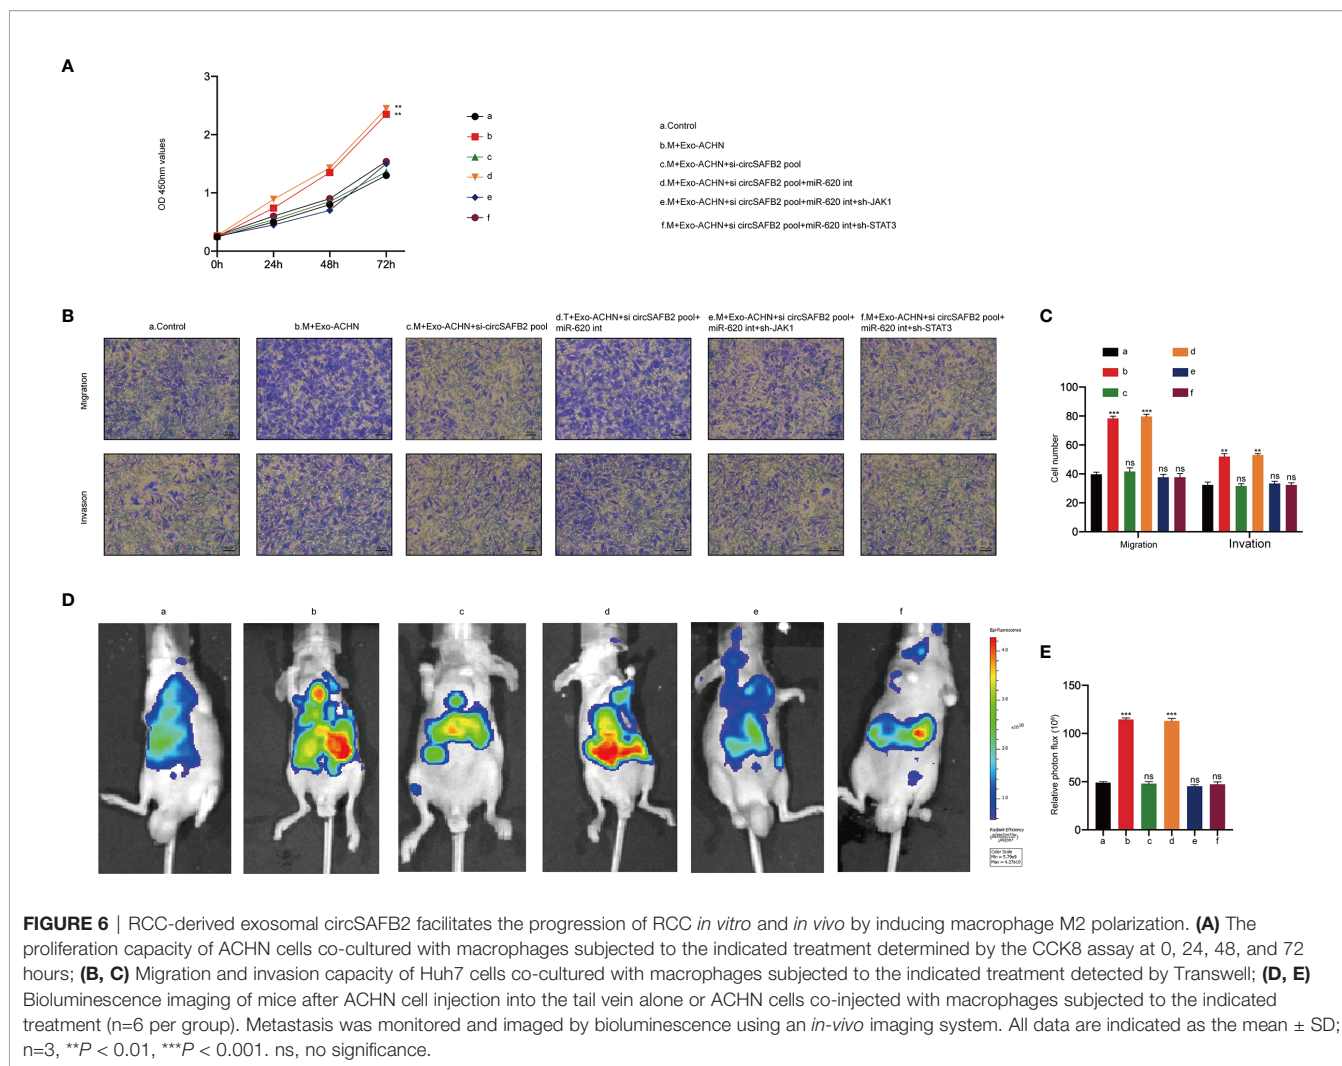 A
3
2
1
0
OD 450nm values
0h 24h 48h 72h
**
**
a
b
c
d
e
f
a.Control
b.M+Exo-ACHN
c.M+Exo-ACHN+si-circSAFB2 pool
d.M+Exo-ACHN+si circSAFB2 pool+miR-620 int
e.M+Exo-ACHN+si circSAFB2 pool+miR-620 int+sh-JAK1
f.M+Exo-ACHN+si circSAFB2 pool+miR-620 int+sh-STAT3
B
a.Control
b.M+Exo-ACHN
c.M+Exo-ACHN+si-circSAFB2 pool
d.T+Exo-ACHN+si circSAFB2 pool+
miR-620 int
e.M+Exo-ACHN+si circSAFB2 pool+
miR-620 int+sh-JAK1
f.M+Exo-ACHN+si circSAFB2 pool+
miR-620 int+sh-STAT3
Migration
Invasion
C
a d
b e
c f
100
80
60
40
20
0
Cell number
*** ns *** ns ns
** ns ** ns ns
Migration Invation
D
a b c d e f
Epi-fluorescence
4.0
3.0
x10¹⁰
2.0
1.0
Radiant Efficiency
Color Scale
Min = 5.79e9
Max = 4.27e10
E
150
100
50
0
Relative photon flux (10⁶)
*** ns *** ns ns
a b c d e f
FIGURE 6 | RCC-derived exosomal circSAFB2 facilitates the progression of RCC in vitro and in vivo by inducing macrophage M2 polarization. (A) The
proliferation capacity of ACHN cells co-cultured with macrophages subjected to the indicated treatment determined by the CCK8 assay at 0, 24, 48, and 72
hours; (B, C) Migration and invasion capacity of Huh7 cells co-cultured with macrophages subjected to the indicated treatment detected by Transwell; (D, E)
Bioluminescence imaging of mice after ACHN cell injection into the tail vein alone or ACHN cells co-injected with macrophages subjected to the indicated
treatment (n=6 per group). Metastasis was monitored and imaged by bioluminescence using an in-vivo imaging system. All data are indicated as the mean ± SD;
n=3, **P < 0.01, ***P < 0.001. ns, no significance.